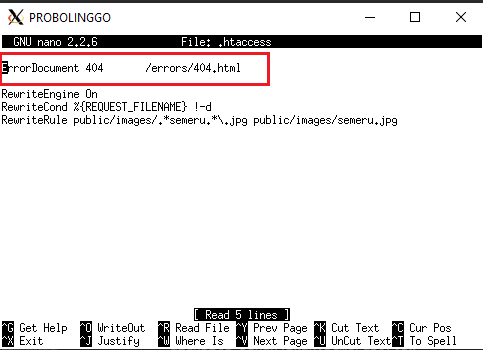 PROBOLINGGO
GNU nano 2.2.6 File: .htaccess
ErrorDocument 404 /errors/404.html
RewriteEngine On
RewriteCond %{REQUEST_FILENAME} !-d
RewriteRule public/images/.*semeru.*\.jpg public/images/semeru.jpg
[ Read 5 lines ]
^G Get Help ^O WriteOut ^R Read File ^Y Prev Page ^K Cut Text ^C Cur Pos
^X Exit ^J Justify ^W Where Is ^V Next Page ^U UnCut Text ^T To Spell